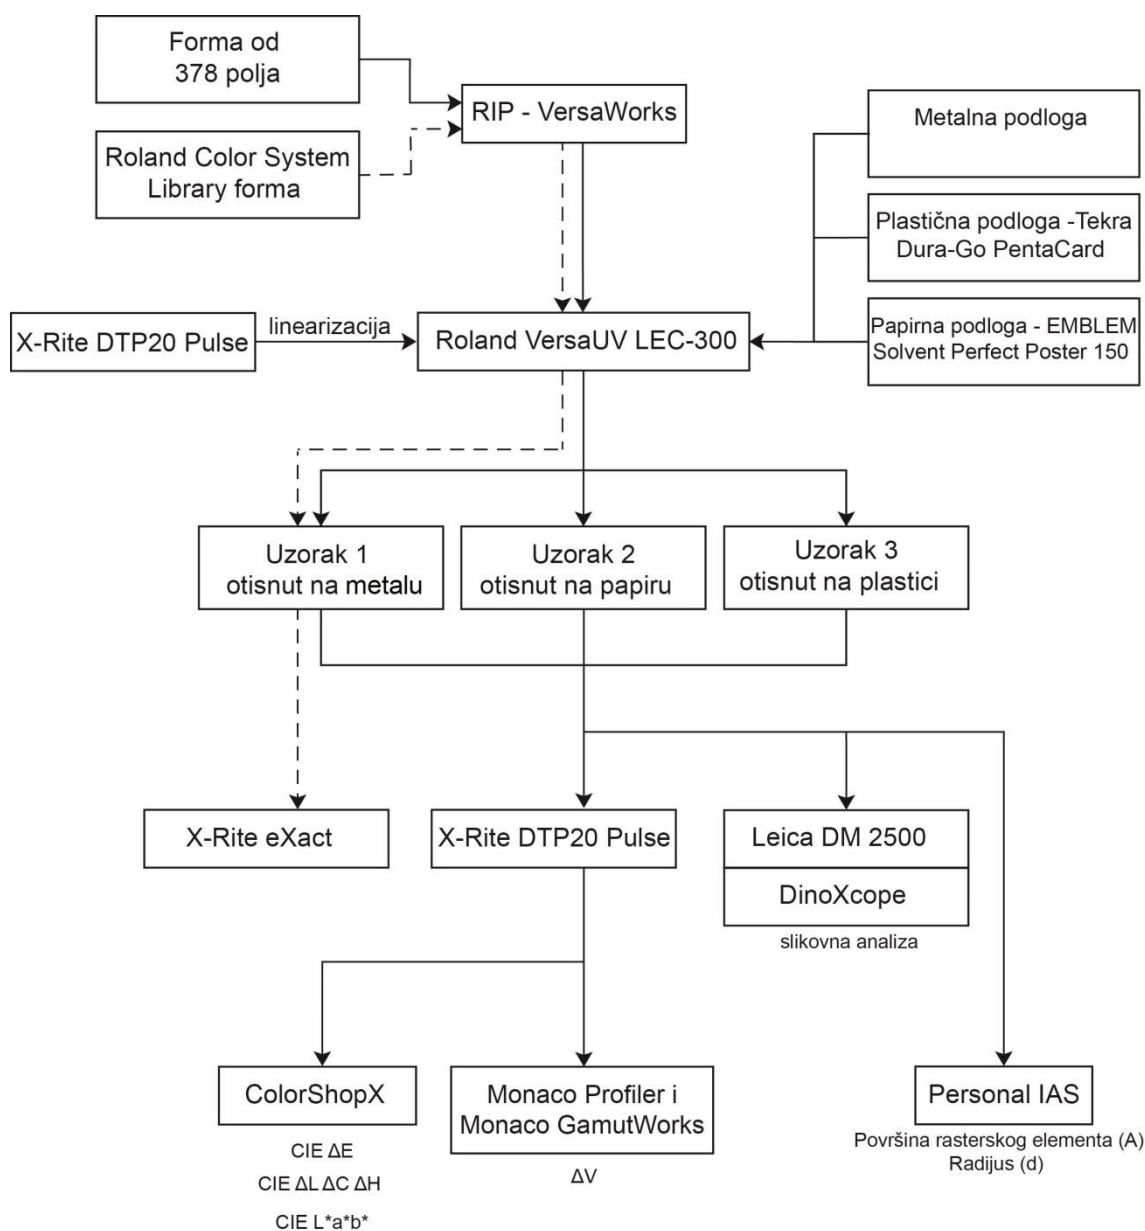 Forma od
378 polja
RIP - VersaWorks
Roland Color System
Library forma
Metalna podloga
Plastična podloga -Tekra
Dura-Go PentaCard
Papirna podloga - EMBLEM
Solvent Perfect Poster 150
X-Rite DTP20 Pulse
linearizacija
Roland VersaUV LEC-300
Uzorak 1
otisnut na metalu
Uzorak 2
otisnut na papiru
Uzorak 3
otisnut na plastici
X-Rite eXact
X-Rite DTP20 Pulse
Leica DM 2500
DinoXcope
slikovna analiza
ColorShopX
CIE ΔE
CIE ΔL ΔC ΔH
CIE L*a*b*
Monaco Profiler i
Monaco GamutWorks
ΔV
Personal IAS
Površina rasterskog elementa (A)
Radijus (d)